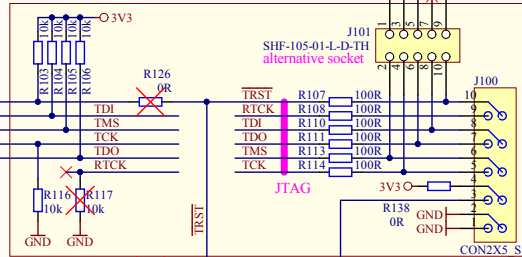 3V3
10k
10k
10k
10k
R103
R104
R105
R106
J101
SHF-105-01-L-D-TH
alternative socket
1
3
5
7
9
2
4
6
8
10
R126
0R
TDI
TMS
TCK
TDO
RTCK
TRST
RTCK
TDI
TDO
TMS
TCK
R107
R108
R110
R111
R113
R114
100R
100R
100R
100R
100R
100R
JTAG
J100
10
9
8
7
6
5
4
3
2
1
3V3
R138
0R
GND
GND
CON2X5_S
R116
10k
R117
10k
GND
GND
TRST